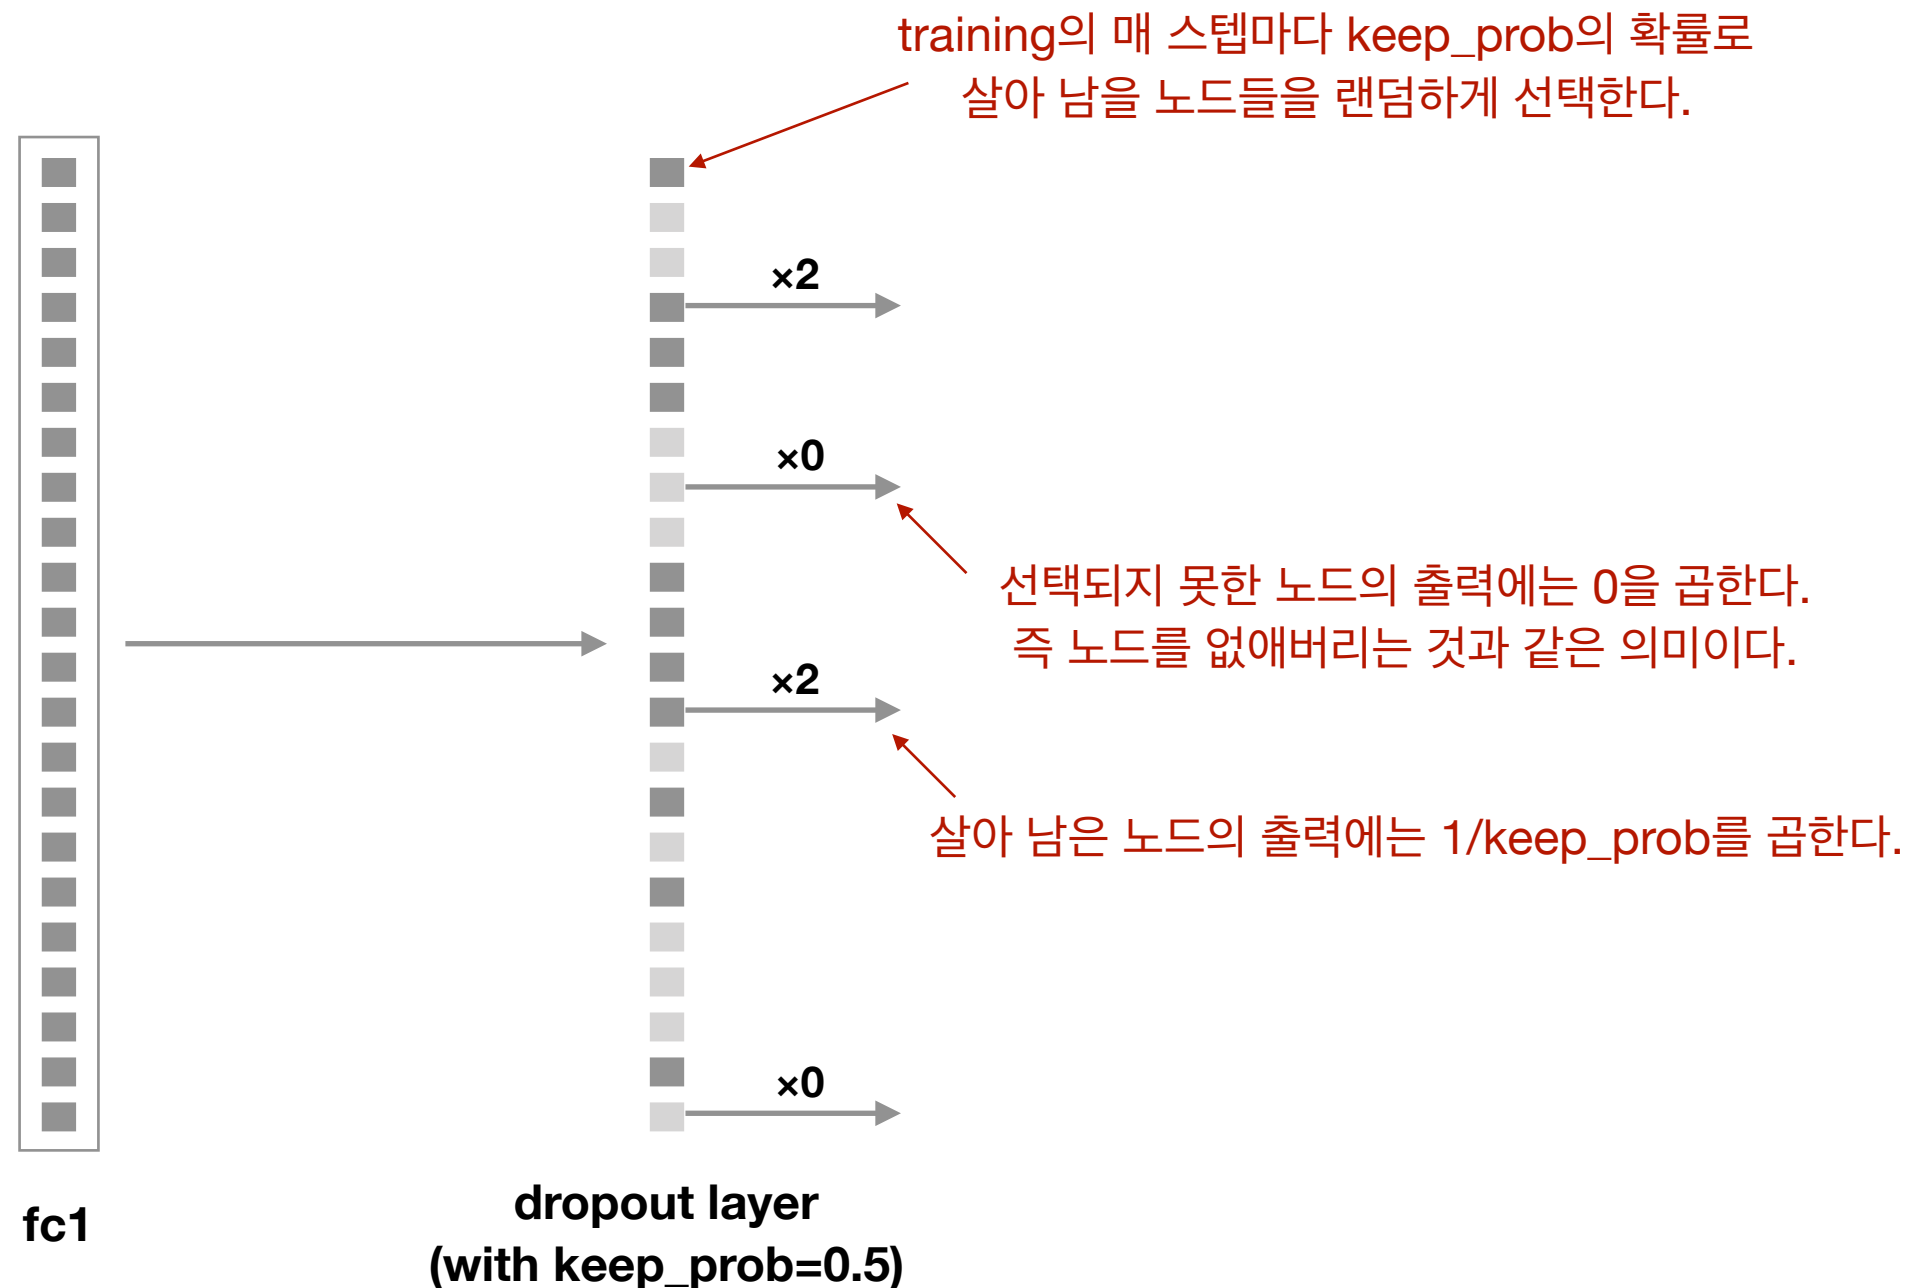 training의 매 스텝마다 keep_prob의 확률로
살아 남을 노드들을 랜덤하게 선택한다.
×2
×0
선택되지 못한 노드의 출력에는 0을 곱한다.
즉 노드를 없애버리는 것과 같은 의미이다.
×2
살아 남은 노드의 출력에는 1/keep_prob를 곱한다.
×0
fc1
dropout layer
(with keep_prob=0.5)